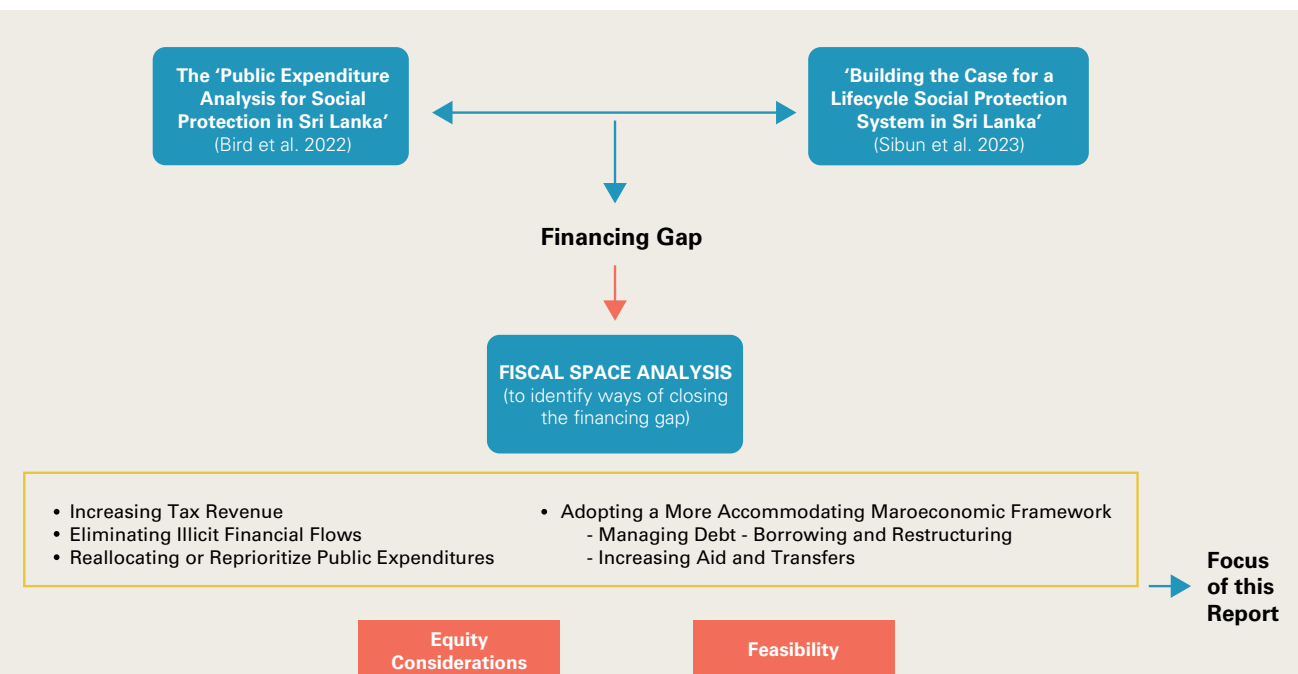 The ‘Public Expenditure
Analysis for Social
Protection in Sri Lanka’
(Bird et al. 2022)
‘Building the Case for a
Lifecycle Social Protection
System in Sri Lanka’
(Sibun et al. 2023)
Financing Gap
FISCAL SPACE ANALYSIS
(to identify ways of closing
the financing gap)
• Increasing Tax Revenue
• Eliminating Illicit Financial Flows
• Reallocating or Reprioritize Public Expenditures
• Adopting a More Accommodating Maroeconomic Framework
- Managing Debt - Borrowing and Restructuring
- Increasing Aid and Transfers
Focus
of this
Report
Equity
Considerations
Feasibility